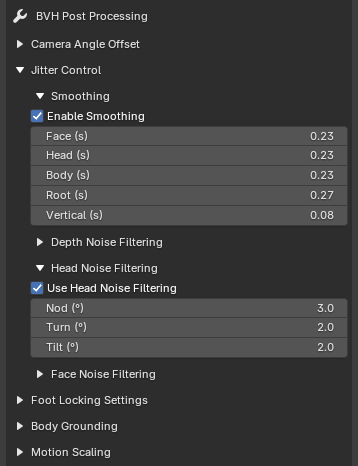 BVH Post Processing
Camera Angle Offset
Jitter Control
Smoothing
Enable Smoothing
Face (s) 0.23
Head (s) 0.23
Body (s) 0.23
Root (s) 0.27
Vertical (s) 0.08
Depth Noise Filtering
Head Noise Filtering
Use Head Noise Filtering
Nod (°) 3.0
Turn (°) 2.0
Tilt (°) 2.0
Face Noise Filtering
Foot Locking Settings
Body Grounding
Motion Scaling